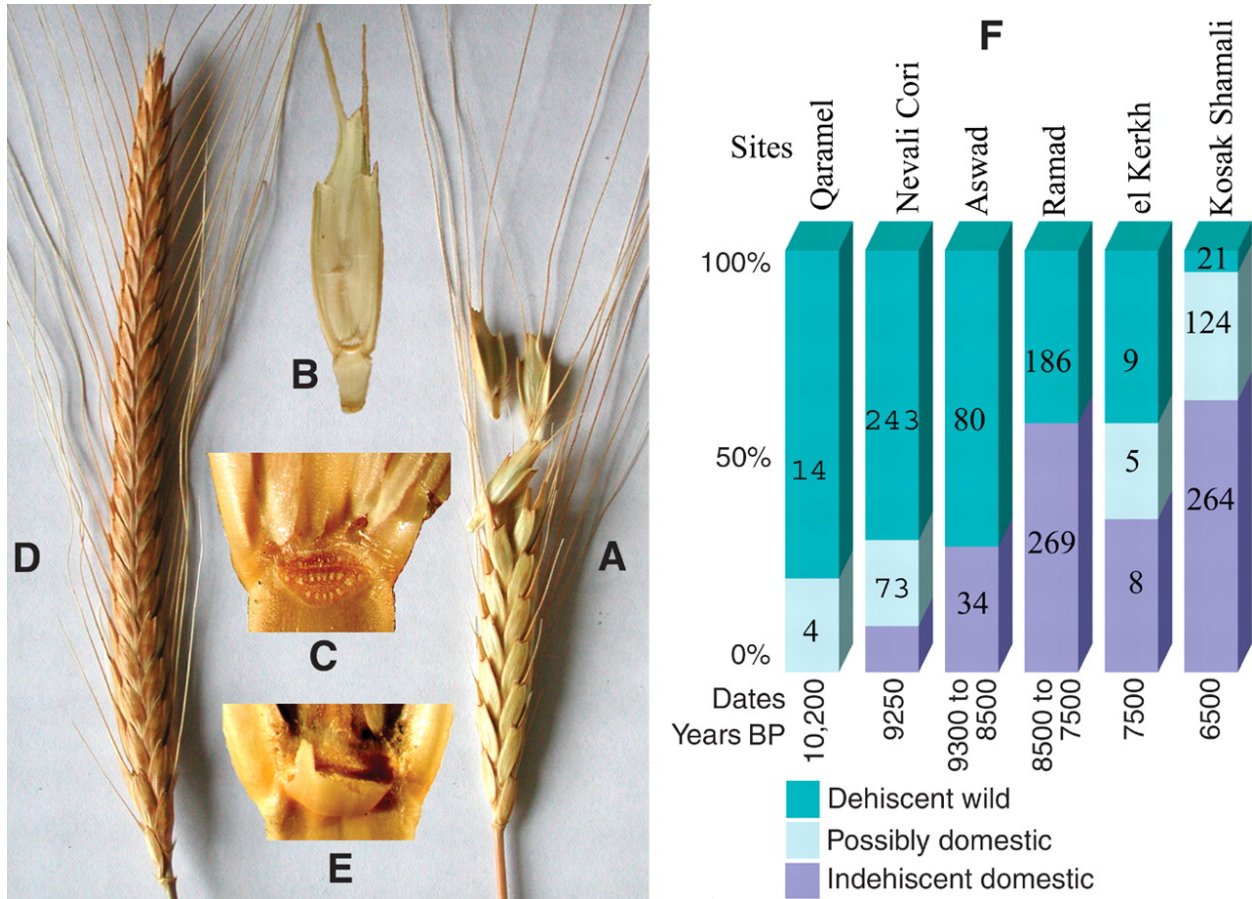 D
B
C
E
A
F
Sites
Qaramel
Nevali Cori
Aswad
Ramad
el Kerkh
Kosak Shamali
100%
50%
0%
14
4
243
73
80
34
186
269
9
5
8
21
124
264
Dates
Years BP
10,200
9250
9300 to
8500
8500 to
7500
7500
6500
Dehiscent wild
Possibly domestic
Indehiscent domestic